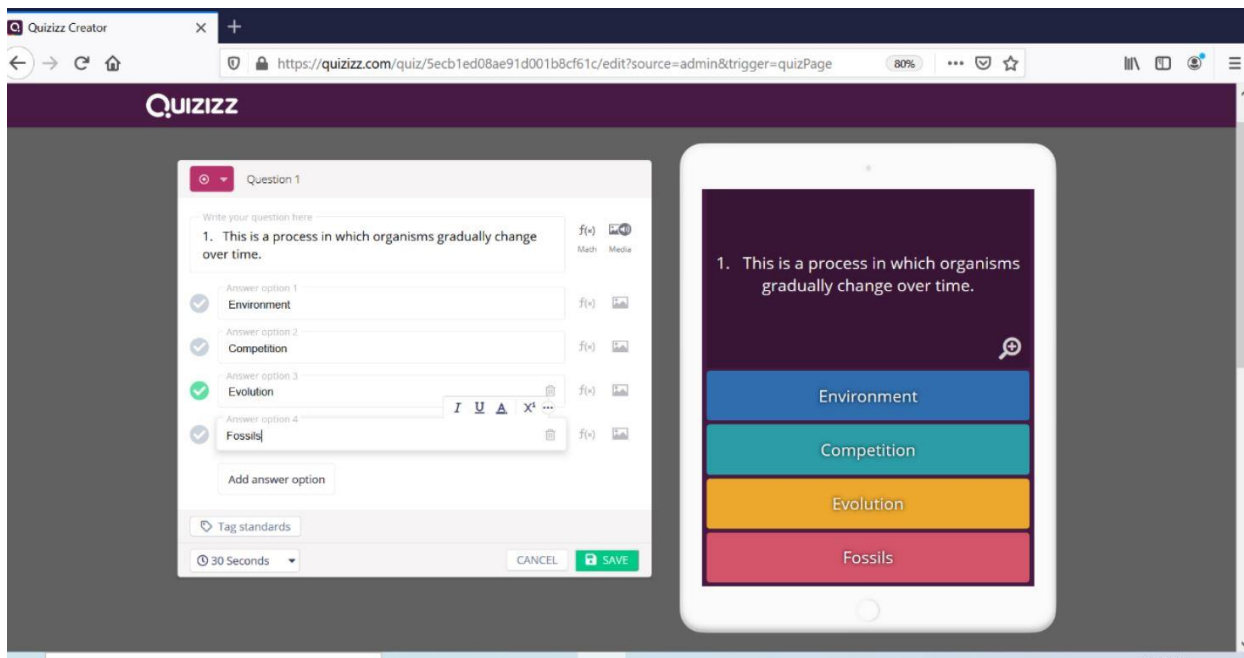 Quizizz Creator
https://quizizz.com/quiz/5ecb1ed08ae91d001b8cf61c/edit?source=admin&trigger=quizPage
80%
QUIZIZZ
Question 1
Write your question here
1. This is a process in which organisms gradually change
over time.
f(x)
Math Media
Answer option 1
Environment
f(x)
Answer option 2
Competition
f(x)
Answer option 3
Evolution
f(x)
I U A X¹ ...
Answer option 4
Fossils
f(x)
Add answer option
Tag standards
30 Seconds
CANCEL
SAVE
1. This is a process in which organisms
gradually change over time.
Environment
Competition
Evolution
Fossils